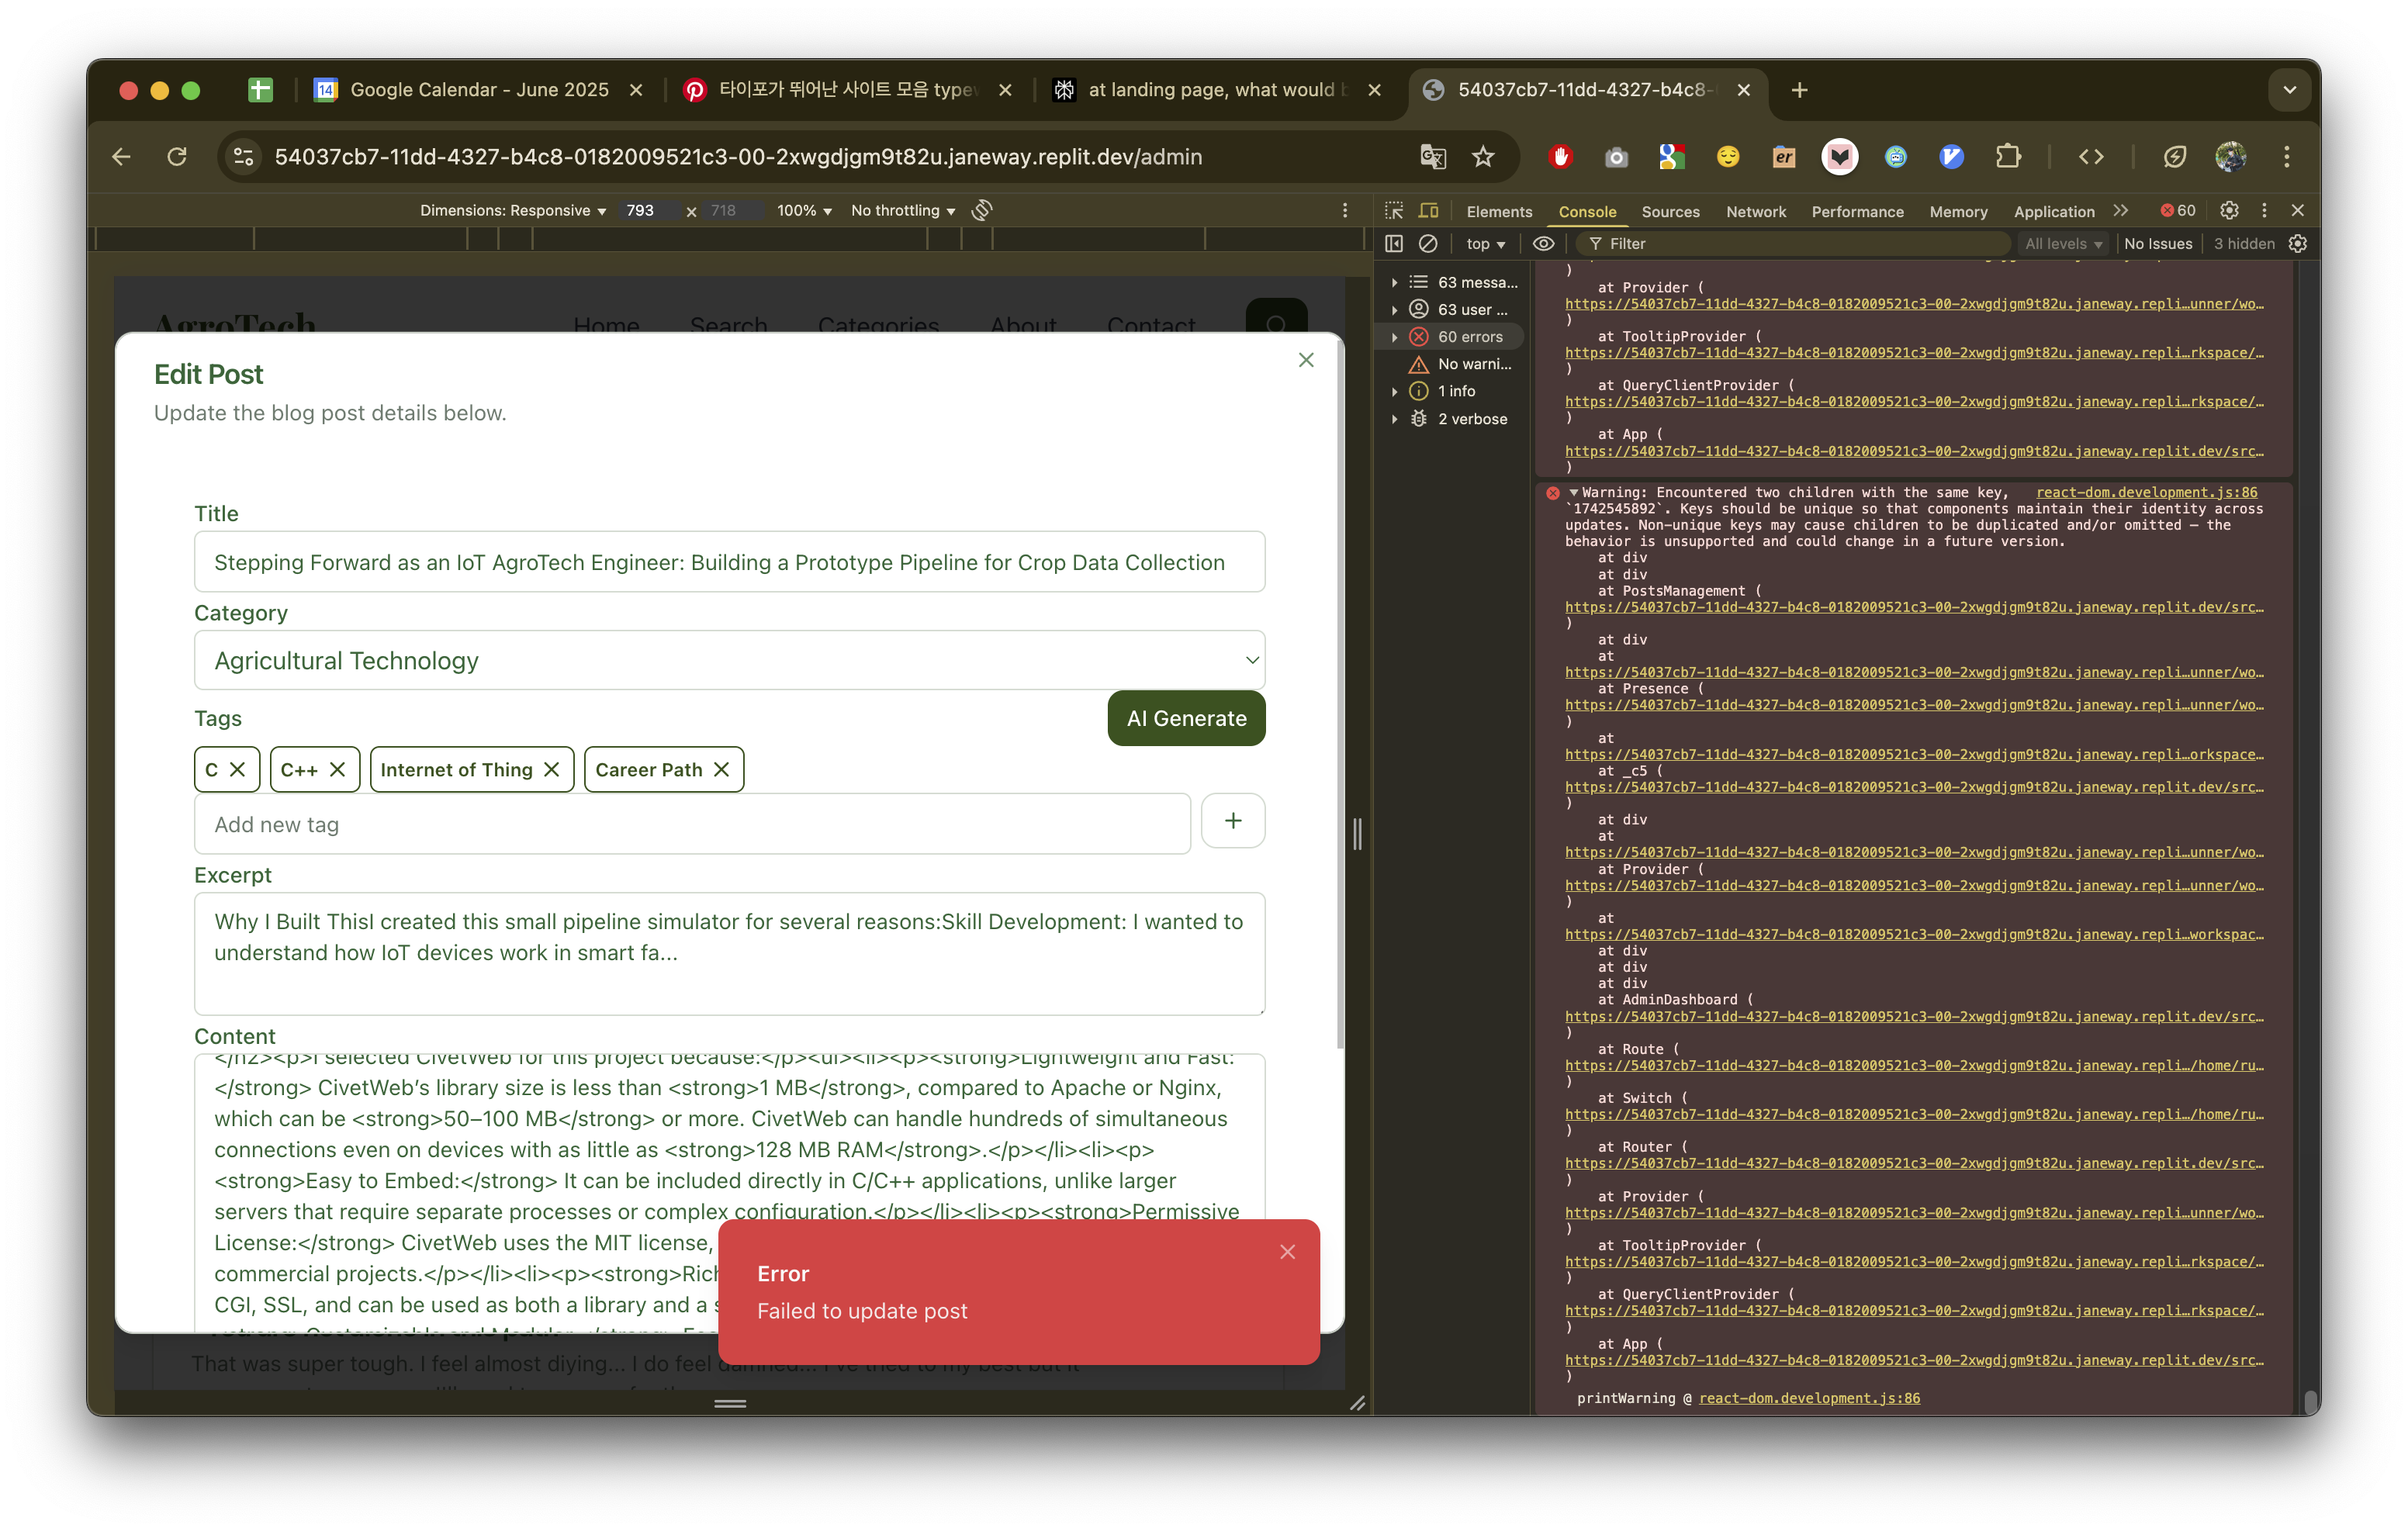 Google Calendar - June 2025
타이포가 뛰어난 사이트 모음
at landing page, what would
54037cb7-11dd-4327-b4c8-
54037cb7-11dd-4327-b4c8-0182009521c3-00-2xwgdjgm9t82u.janeway.replit.dev/admin
Dimensions: Responsive 793 × 718 100% No throttling
Elements Console Sources Network Performance Memory Application 60
top Filter All levels No Issues 3 hidden
63 messa...
63 user ...
60 errors
No warni...
1 info
2 verbose
AgroTech Home Search Categories About Contact
Edit Post
Update the blog post details below.
Title
Stepping Forward as an IoT AgroTech Engineer: Building a Prototype Pipeline for Crop Data Collection
Category
Agricultural Technology
Tags
AI Generate
C
C++
Internet of Thing
Career Path
Add new tag
+
Excerpt
Why I Built ThisI created this small pipeline simulator for several reasons:Skill Development: I wanted to
understand how IoT devices work in smart fa...
Content
</h2><p>I selected CivetWeb for this project because:</p><ul><li><p><strong>Lightweight and Fast:
</strong> CivetWeb’s library size is less than <strong>1 MB</strong>, compared to Apache or Nginx,
which can be <strong>50–100 MB</strong> or more. CivetWeb can handle hundreds of simultaneous
connections even on devices with as little as <strong>128 MB RAM</strong>.</p></li><li><p>
<strong>Easy to Embed:</strong> It can be included directly in C/C++ applications, unlike larger
servers that require separate processes or complex configuration.</p></li><li><p><strong>Permissive
License:</strong> CivetWeb uses the MIT license,
commercial projects.</p></li><li><p><strong>Rich
CGI, SSL, and can be used as both a library and a
Error
Failed to update post
That was super tough. I feel almost diying... I do feel damned... I've tried to my best but it
)
at Provider (
https://54037cb7-11dd-4327-b4c8-0182009521c3-00-2xwgdjgm9t82u.janeway.repli…unner/wo…
)
at TooltipProvider (
https://54037cb7-11dd-4327-b4c8-0182009521c3-00-2xwgdjgm9t82u.janeway.repli…rkspace/…
)
at QueryClientProvider (
https://54037cb7-11dd-4327-b4c8-0182009521c3-00-2xwgdjgm9t82u.janeway.repli…rkspace/…
)
at App (
https://54037cb7-11dd-4327-b4c8-0182009521c3-00-2xwgdjgm9t82u.janeway.replit.dev/src…
)
Warning: Encountered two children with the same key, react-dom.development.js:86
`1742545892`. Keys should be unique so that components maintain their identity across
updates. Non-unique keys may cause children to be duplicated and/or omitted — the
behavior is unsupported and could change in a future version.
at div
at div
at PostsManagement (
https://54037cb7-11dd-4327-b4c8-0182009521c3-00-2xwgdjgm9t82u.janeway.replit.dev/src…
)
at div
at
https://54037cb7-11dd-4327-b4c8-0182009521c3-00-2xwgdjgm9t82u.janeway.repli…unner/wo…
at Presence (
https://54037cb7-11dd-4327-b4c8-0182009521c3-00-2xwgdjgm9t82u.janeway.repli…unner/wo…
)
at
https://54037cb7-11dd-4327-b4c8-0182009521c3-00-2xwgdjgm9t82u.janeway.repli…orkspace…
at _c5 (
https://54037cb7-11dd-4327-b4c8-0182009521c3-00-2xwgdjgm9t82u.janeway.replit.dev/src…
)
at div
at
https://54037cb7-11dd-4327-b4c8-0182009521c3-00-2xwgdjgm9t82u.janeway.repli…unner/wo…
at Provider (
https://54037cb7-11dd-4327-b4c8-0182009521c3-00-2xwgdjgm9t82u.janeway.repli…unner/wo…
)
at
https://54037cb7-11dd-4327-b4c8-0182009521c3-00-2xwgdjgm9t82u.janeway.repli…workspac…
at div
at div
at div
at AdminDashboard (
https://54037cb7-11dd-4327-b4c8-0182009521c3-00-2xwgdjgm9t82u.janeway.replit.dev/src…
)
at Route (
https://54037cb7-11dd-4327-b4c8-0182009521c3-00-2xwgdjgm9t82u.janeway.repli…/home/ru…
)
at Switch (
https://54037cb7-11dd-4327-b4c8-0182009521c3-00-2xwgdjgm9t82u.janeway.repli…/home/ru…
)
at Router (
https://54037cb7-11dd-4327-b4c8-0182009521c3-00-2xwgdjgm9t82u.janeway.replit.dev/src…
)
at Provider (
https://54037cb7-11dd-4327-b4c8-0182009521c3-00-2xwgdjgm9t82u.janeway.repli…unner/wo…
)
at TooltipProvider (
https://54037cb7-11dd-4327-b4c8-0182009521c3-00-2xwgdjgm9t82u.janeway.repli…rkspace/…
)
at QueryClientProvider (
https://54037cb7-11dd-4327-b4c8-0182009521c3-00-2xwgdjgm9t82u.janeway.repli…rkspace/…
)
at App (
https://54037cb7-11dd-4327-b4c8-0182009521c3-00-2xwgdjgm9t82u.janeway.replit.dev/src…
)
printWarning @ react-dom.development.js:86